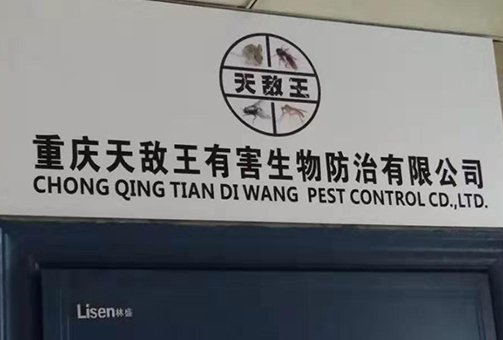 天敌王
重庆天敌王有害生物防治有限公司
CHONG QING TIAN DI WANG PEST CONTROL CD.,LTD.
Lisen林盛